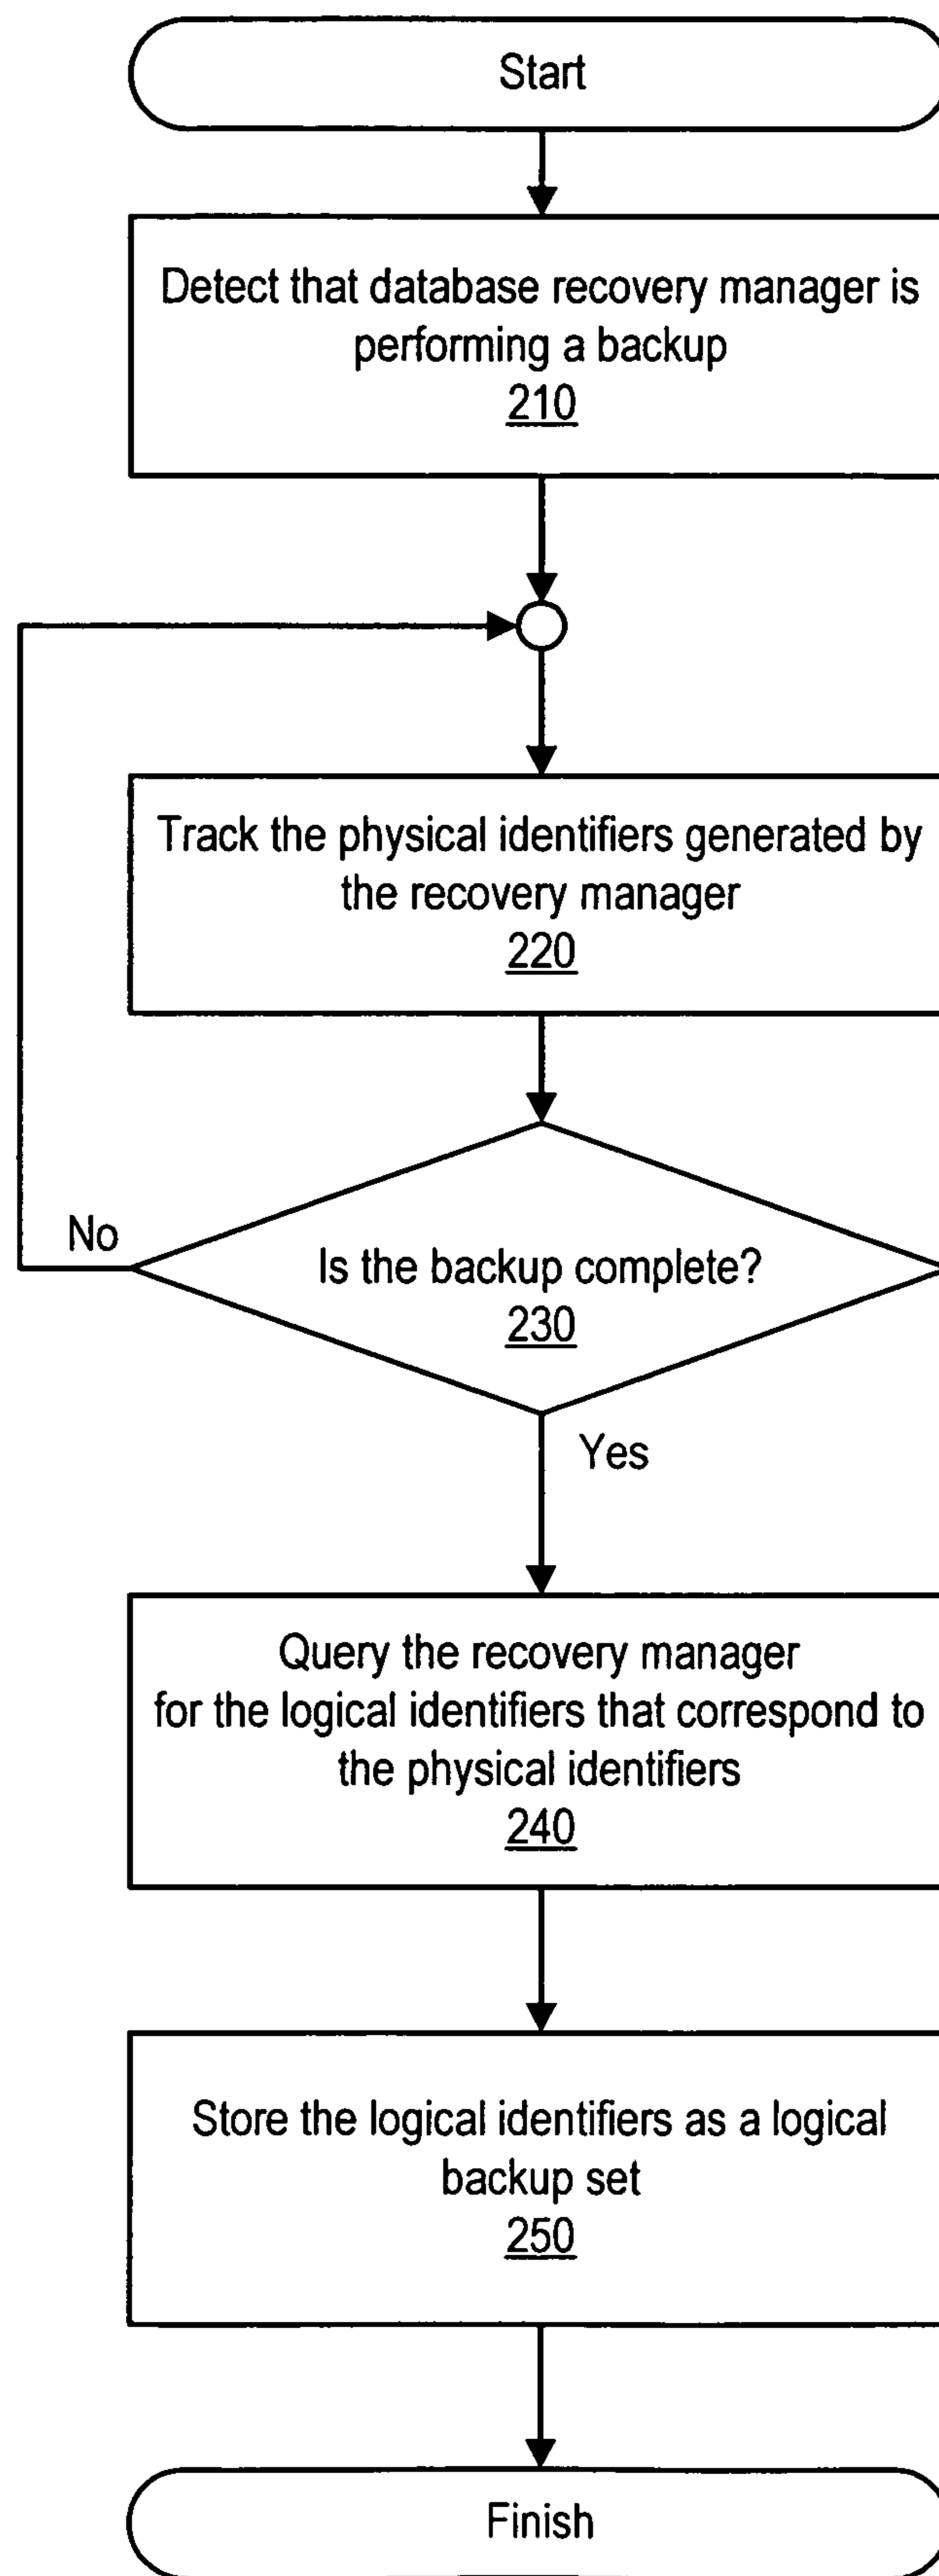 Start
Detect that database recovery manager is
performing a backup
210
Track the physical identifiers generated by
the recovery manager
220
No
Is the backup complete?
230
Yes
Query the recovery manager
for the logical identifiers that correspond to
the physical identifiers
240
Store the logical identifiers as a logical
backup set
250
Finish